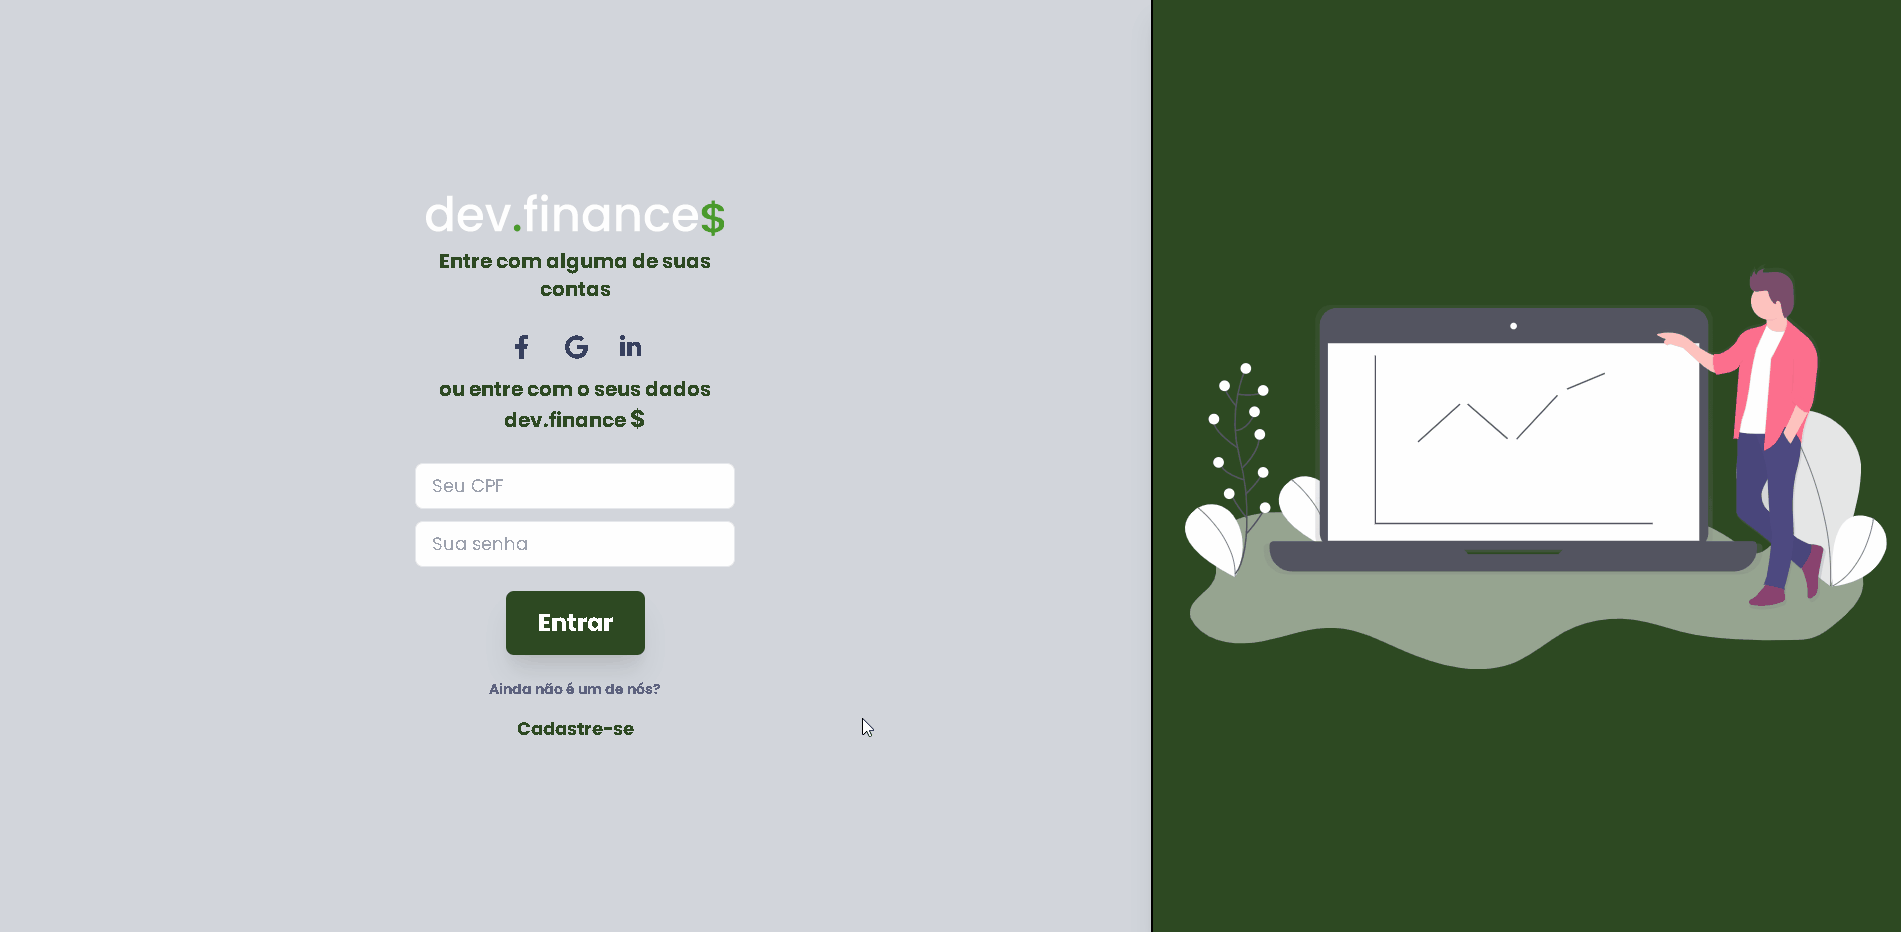 dev.finance$
Entre com alguma de suas
contas
ou entre com o seus dados
dev.finance $
Seu CPF
Sua senha
Entrar
Ainda não é um de nós?
Cadastre-se